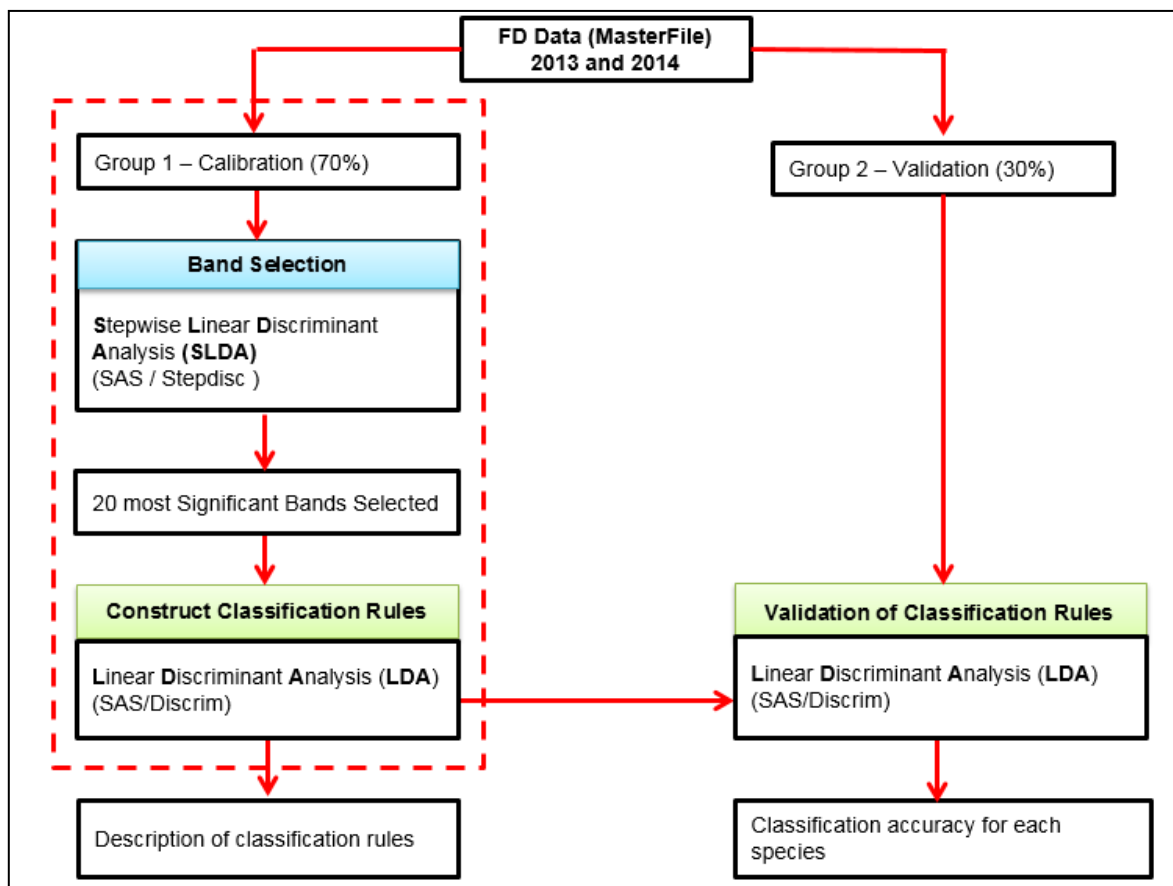 FD Data (MasterFile)
2013 and 2014
Group 1 – Calibration (70%)
Group 2 – Validation (30%)
Band Selection
Stepwise Linear Discriminant
Analysis (SLDA)
(SAS / Stepdisc )
20 most Significant Bands Selected
Construct Classification Rules
Linear Discriminant Analysis (LDA)
(SAS/Discrim)
Validation of Classification Rules
Linear Discriminant Analysis (LDA)
(SAS/Discrim)
Description of classification rules
Classification accuracy for each
species